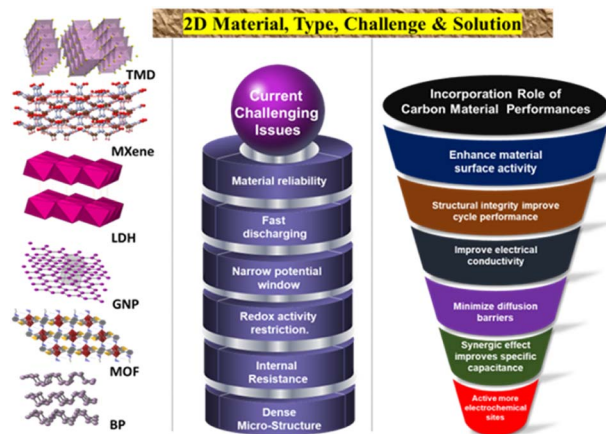 2D Material, Type, Challenge & Solution
TMD
MXene
LDH
GNP
MOF
BP
Current
Challenging
Issues
Material reliability
Fast
discharging
Narrow potential
window
Redox activity
restriction.
Internal
Resistance
Dense
Micro-Structure
Incorporation Role of
Carbon Material Performances
Enhance material
surface activity
Structural integrity improve
cycle performance
Improve electrical
conductivity
Minimize diffusion
barriers
Synergic effect
improves specific
capacitance
Active more
electrochemical
sites